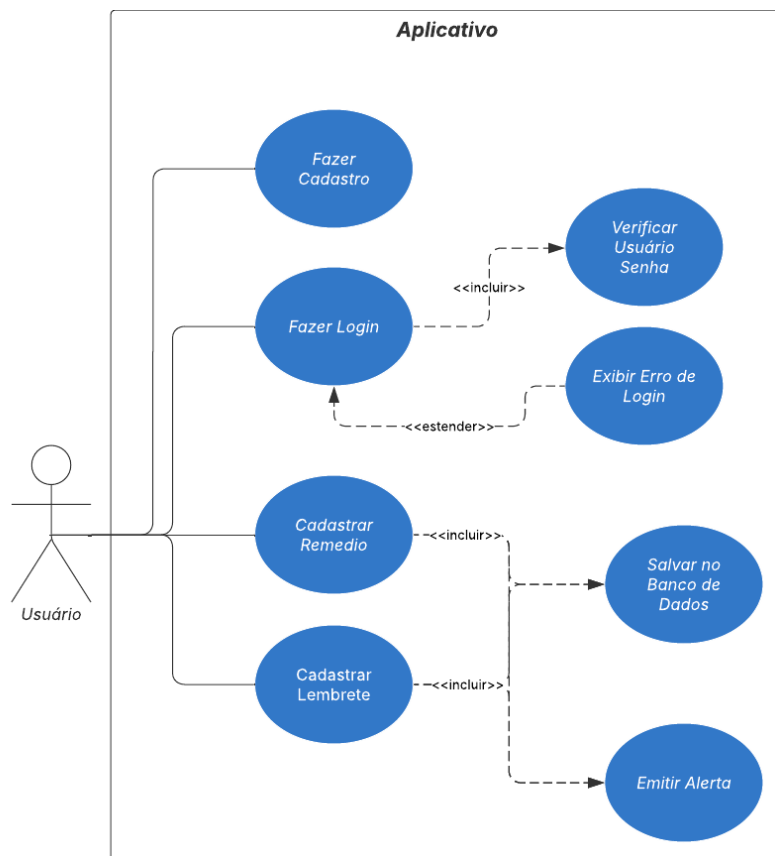 Aplicativo
Fazer
Cadastro
Verificar
Usuário
Senha
<<incluir>>
Fazer Login
Exibir Erro de
Login
<<estender>>
Cadastrar
Remedio
<<incluir>>
Salvar no
Banco de
Dados
Usuário
Cadastrar
Lembrete
<<incluir>>
Emitir Alerta